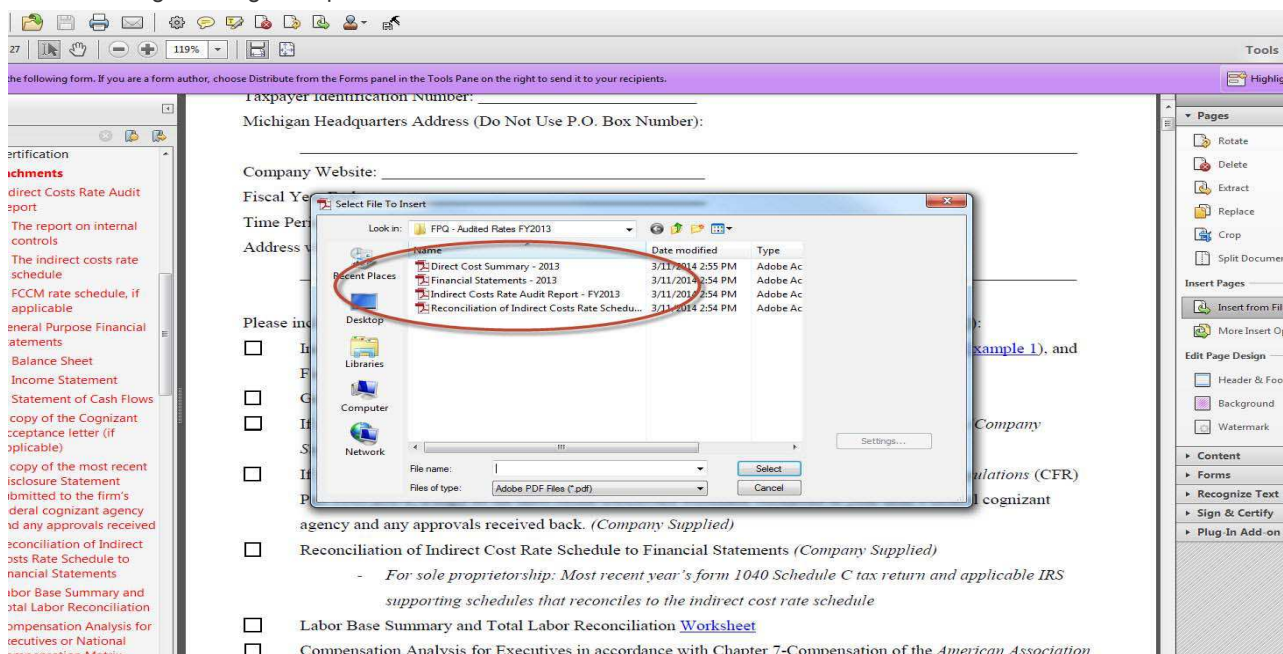 27
119%
Tools
the following form. If you are a form author, choose Distribute from the Forms panel in the Tools Pane on the right to send it to your recipients.
Highlig
ertification
achments
direct Costs Rate Audit
eport
The report on internal
controls
The indirect costs rate
schedule
FCCM rate schedule, if
applicable
eneral Purpose Financial
atements
Balance Sheet
Income Statement
Statement of Cash Flows
copy of the Cognizant
cceptance letter (if
pplicable)
copy of the most recent
isclosure Statement
ubmitted to the firm's
deral cognizant agency
nd any approvals received
econciliation of Indirect
osts Rate Schedule to
nancial Statements
abor Base Summary and
otal Labor Reconciliation
ompensation Analysis for
xecutives or National
Taxpayer Identification Number:
Michigan Headquarters Address (Do Not Use P.O. Box Number):
Company Website:
Fiscal Ye
Time Peri
Address w
Please inc
Select File To Insert
Look in:
FPQ - Audited Rates FY2013
Name
Date modified
Type
Direct Cost Summary - 2013
3/11/2014 2:55 PM
Adobe Ac
Financial Statements - 2013
3/11/2014 2:54 PM
Adobe Ac
Indirect Costs Rate Audit Report - FY2013
3/11/2014 2:54 PM
Adobe Ac
Reconciliation of Indirect Costs Rate Schedu...
3/11/2014 2:54 PM
Adobe Ac
Recent Places
Desktop
Libraries
Computer
Network
Settings...
File name:
Select
Files of type:
Adobe PDF Files (*.pdf)
Cancel
):
xample 1), and
Company
ulations (CFR)
l cognizant
agency and any approvals received back. (Company Supplied)
Reconciliation of Indirect Cost Rate Schedule to Financial Statements (Company Supplied)
- For sole proprietorship: Most recent year's form 1040 Schedule C tax return and applicable IRS
supporting schedules that reconciles to the indirect cost rate schedule
Labor Base Summary and Total Labor Reconciliation Worksheet
Compensation Analysis for Executives in accordance with Chapter 7-Compensation of the American Association
Pages
Rotate
Delete
Extract
Replace
Crop
Split Documen
Insert Pages
Insert from Fil
More Insert Op
Edit Page Design
Header & Foo
Background
Watermark
Content
Forms
Recognize Text
Sign & Certify
Plug-In Add-on